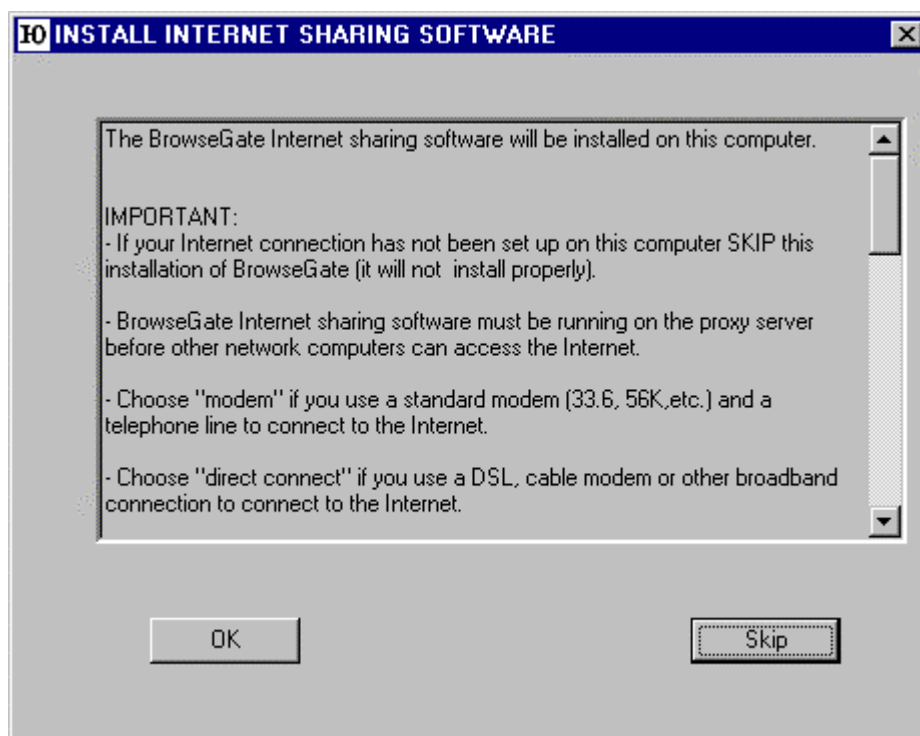 IO INSTALL INTERNET SHARING SOFTWARE
The BrowseGate Internet sharing software will be installed on this computer.
IMPORTANT:
- If your Internet connection has not been set up on this computer SKIP this
installation of BrowseGate (it will not  install properly).
- BrowseGate Internet sharing software must be running on the proxy server
before other network computers can access the Internet.
- Choose "modem" if you use a standard modem (33.6, 56K,etc.) and a
telephone line to connect to the Internet.
- Choose "direct connect" if you use a DSL, cable modem or other broadband
connection to connect to the Internet.
OK
Skip